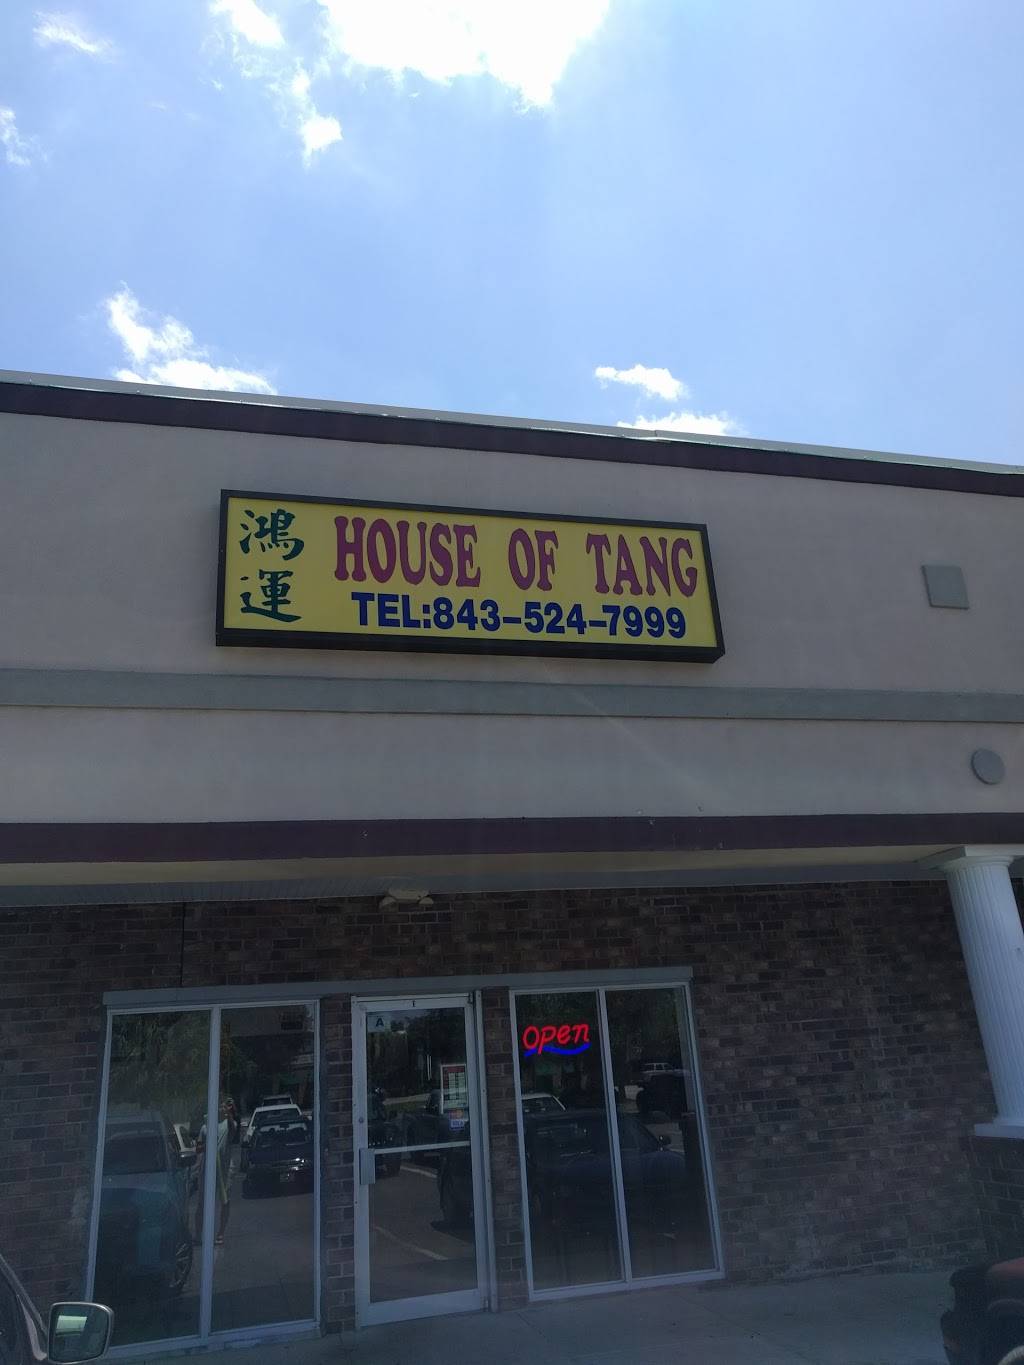 鴻運
HOUSE OF TANG
TEL:843-524-7999
A
OPEN